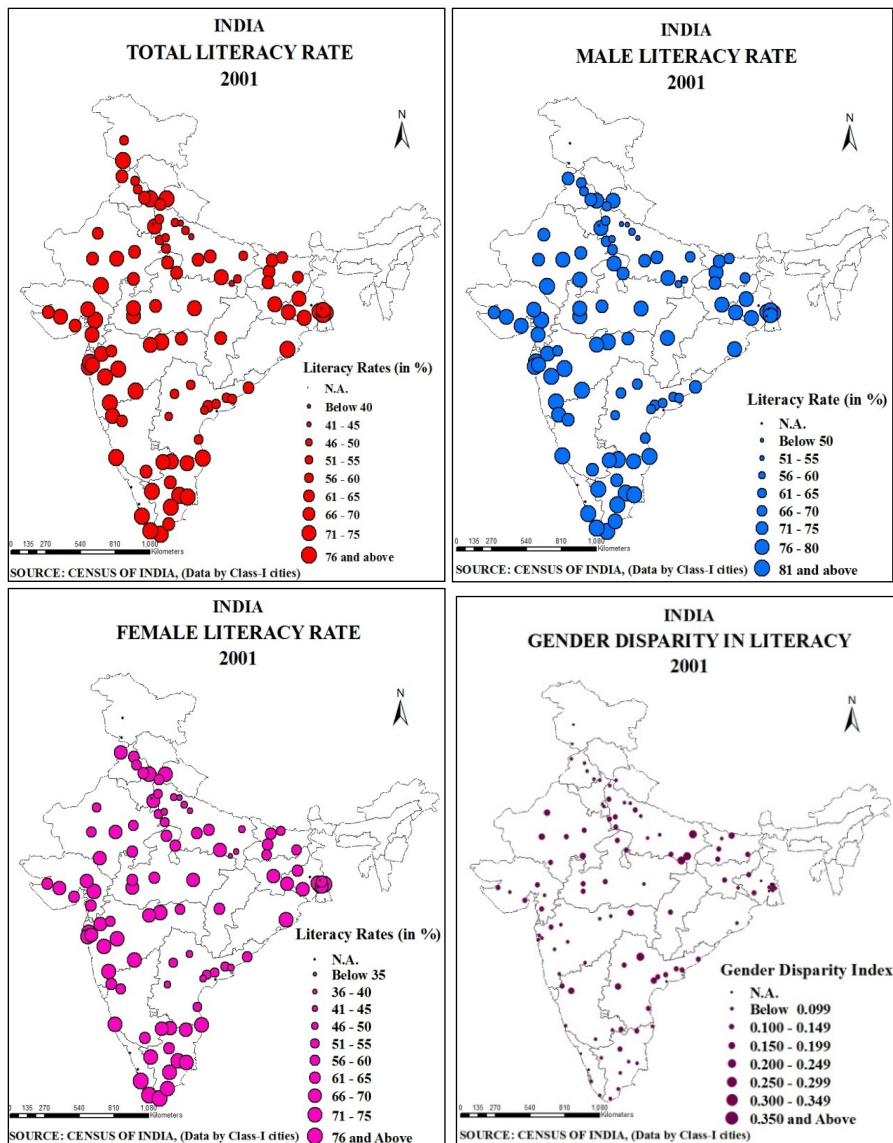 INDIA
TOTAL LITERACY RATE
2001
N
Literacy Rates (in %)
N.A.
Below 40
41 - 45
46 - 50
51 - 55
56 - 60
61 - 65
66 - 70
71 - 75
76 and above
0 135 270 540 810 1,080
Kilometers
SOURCE: CENSUS OF INDIA, (Data by Class-I cities)
INDIA
MALE LITERACY RATE
2001
N
Literacy Rate (in %)
N.A.
Below 50
51 - 55
56 - 60
61 - 65
66 - 70
71 - 75
76 - 80
81 and above
0 135 270 540 810 1,080
Kilometers
SOURCE: CENSUS OF INDIA, (Data by Class-I cities)
INDIA
FEMALE LITERACY RATE
2001
N
Literacy Rates (in %)
N.A.
Below 35
36 - 40
41 - 45
46 - 50
51 - 55
56 - 60
61 - 65
66 - 70
71 - 75
76 and Above
0 135 270 540 810 1,080
Kilometers
SOURCE: CENSUS OF INDIA, (Data by Class-I cities)
INDIA
GENDER DISPARITY IN LITERACY
2001
N
Gender Disparity Index
N.A.
Below 0.099
0.100 - 0.149
0.150 - 0.199
0.200 - 0.249
0.250 - 0.299
0.300 - 0.349
0.350 and Above
0 135 270 540 810 1,080
Kilometers
SOURCE: CENSUS OF INDIA, (Data by Class-I cities)